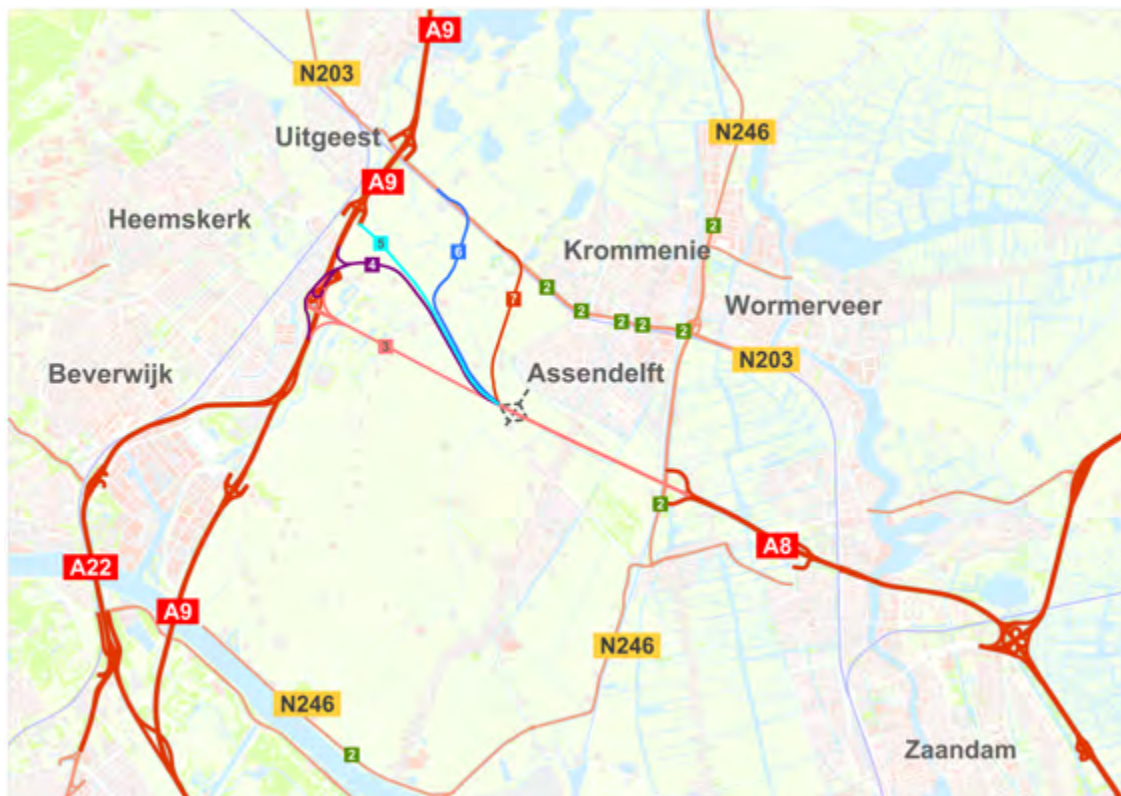 A9
N203
N246
Uitgeest
A9
Heemskerk
2
5
4
6
Krommenie
7
2
2
2
2
2
Wormerveer
3
N203
Beverwijk
Assendelft
2
A8
A22
A9
N246
N246
2
Zaandam